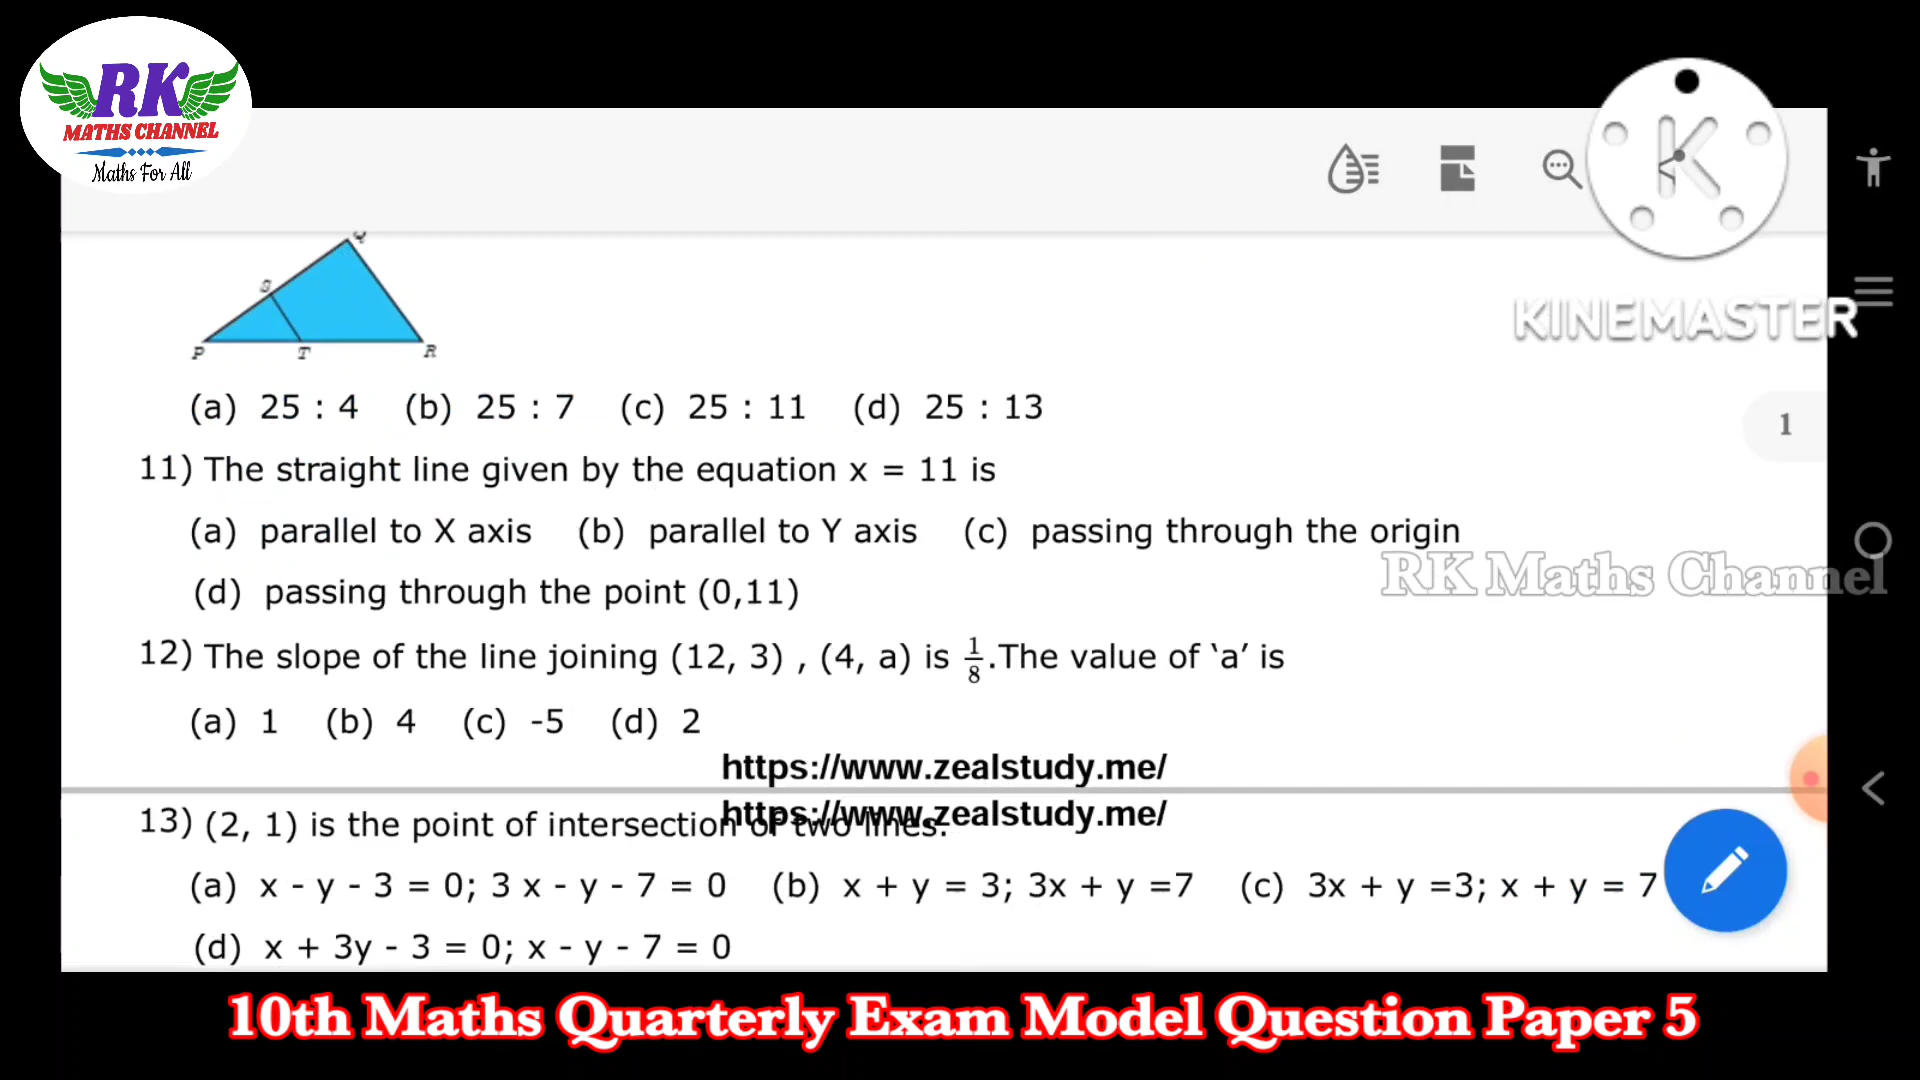 RK
MATHS CHANNEL
Maths For All
K
KINEMASTER
Q
S
P
T
R
(a) 25 : 4 (b) 25 : 7 (c) 25 : 11 (d) 25 : 13
1
11) The straight line given by the equation x = 11 is
(a) parallel to X axis (b) parallel to Y axis (c) passing through the origin
RK Maths Channel
(d) passing through the point (0,11)
12) The slope of the line joining (12, 3) , (4, a) is 1/8.The value of ‘a’ is
(a) 1 (b) 4 (c) -5 (d) 2
https://www.zealstudy.me/
https://www.zealstudy.me/
13) (2, 1) is the point of intersection of two lines.
(a) x - y - 3 = 0; 3 x - y - 7 = 0 (b) x + y = 3; 3x + y =7 (c) 3x + y =3; x + y = 7
(d) x + 3y - 3 = 0; x - y - 7 = 0
10th Maths Quarterly Exam Model Question Paper 5